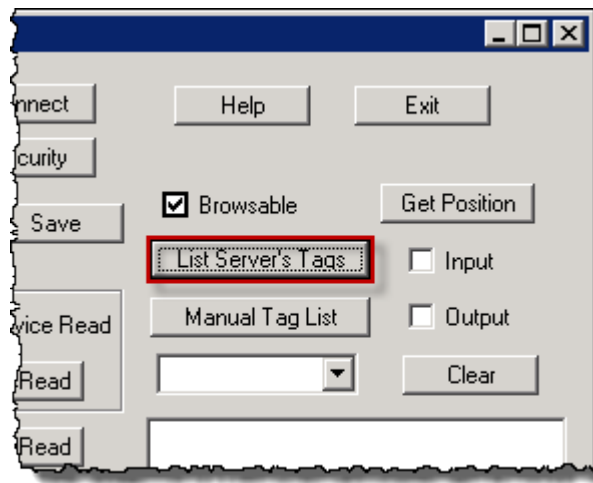 nnect Help Exit
curity
Browsable Get Position
Save
List Server's Tags Input
Manual Tag List Output
vice Read
Read Clear
Read